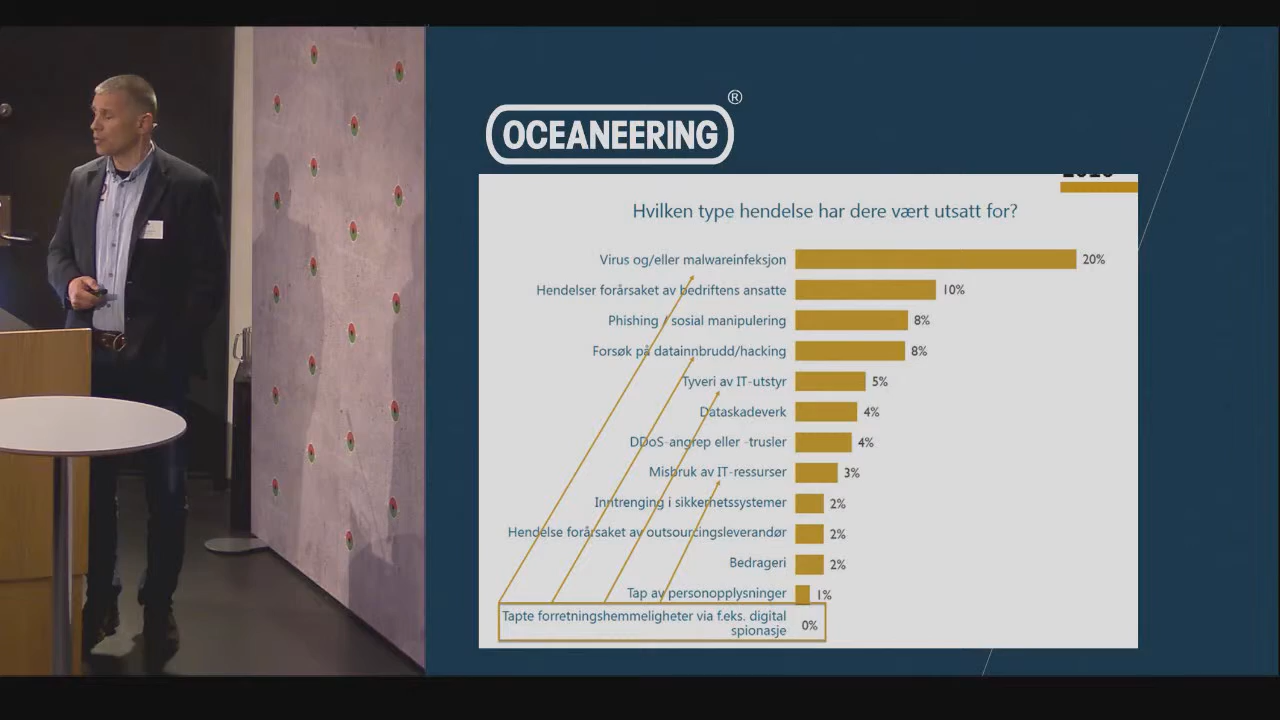 OCEANEERING®
Hvilken type hendelse har dere vært utsatt for?
Virus og/eller malwareinfeksjon 20%
Hendelser forårsaket av bedriftens ansatte 10%
Phishing / sosial manipulering 8%
Forsøk på datainnbrudd/hacking 8%
Tyveri av IT-utstyr 5%
Dataskadeverk 4%
DDoS-angrep eller -trusler 4%
Misbruk av IT-ressurser 3%
Inntrenging i sikkerhetssystemer 2%
Hendelse forårsaket av outsourcingsleverandør 2%
Bedrageri 2%
Tap av personopplysninger 1%
Tapte forretningshemmeligheter via f.eks. digital
spionasje 0%